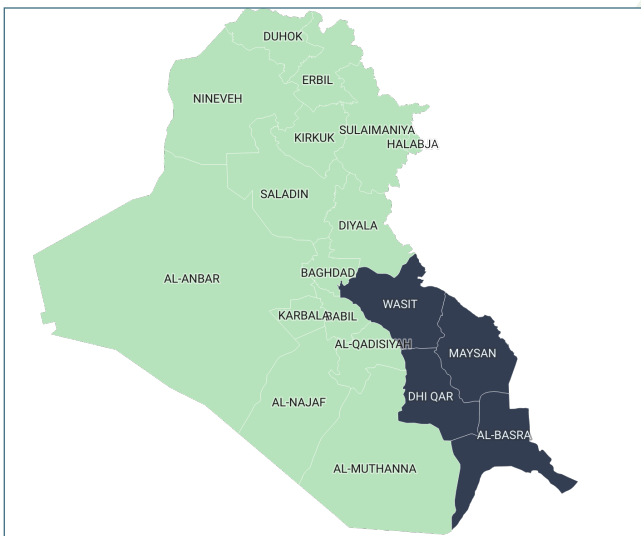 DUHOK
ERBIL
NINEVEH
SULAIMANIYA
KIRKUK
HALABJA
SALADIN
DIYALA
BAGHDAD
AL-ANBAR
WASIT
KARBALA
BABIL
AL-QADISIYAH
MAYSAN
DHI QAR
AL-NAJAF
AL-BASRA
AL-MUTHANNA